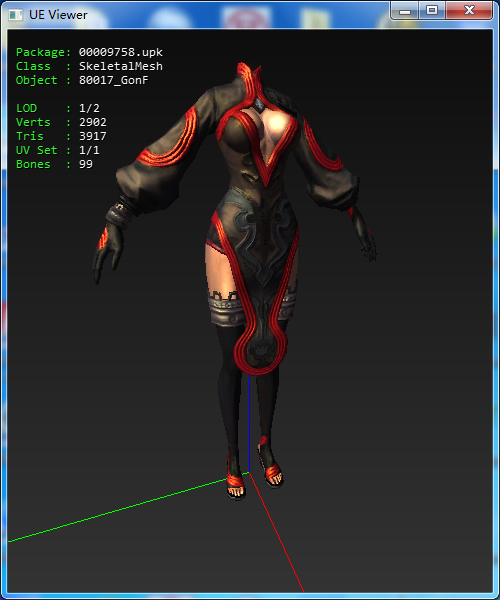 UE Viewer
Package: 00009758.upk
Class : SkeletalMesh
Object : 80017_GonF
LOD : 1/2
Verts : 2902
Tris : 3917
UV Set : 1/1
Bones : 99